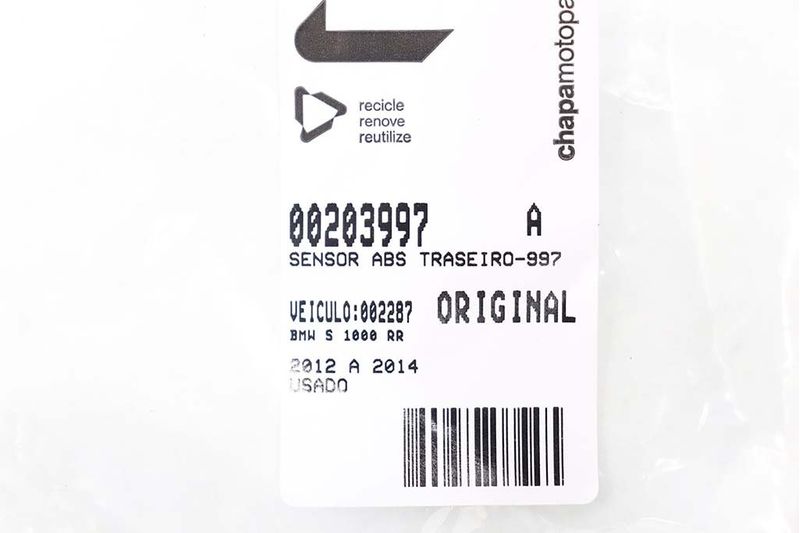 chapamotopa
recicle
renove
reutilize
00203997 A
SENSOR ABS TRASEIRO-997
VEICULO:002287 ORIGINAL
BMW S 1000 RR
2012 A 2014
USADO